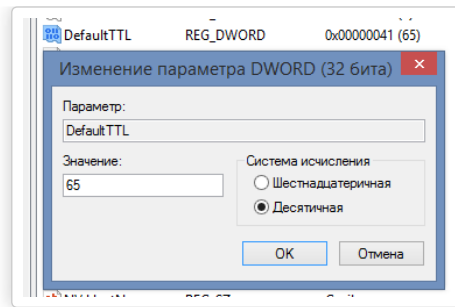 DefaultTTL REG_DWORD 0x00000041 (65)
Изменение параметра DWORD (32 бита)
Параметр:
DefaultTTL
Значение:
65
Система исчисления
Шестнадцатеричная
Десятичная
OK
Отмена